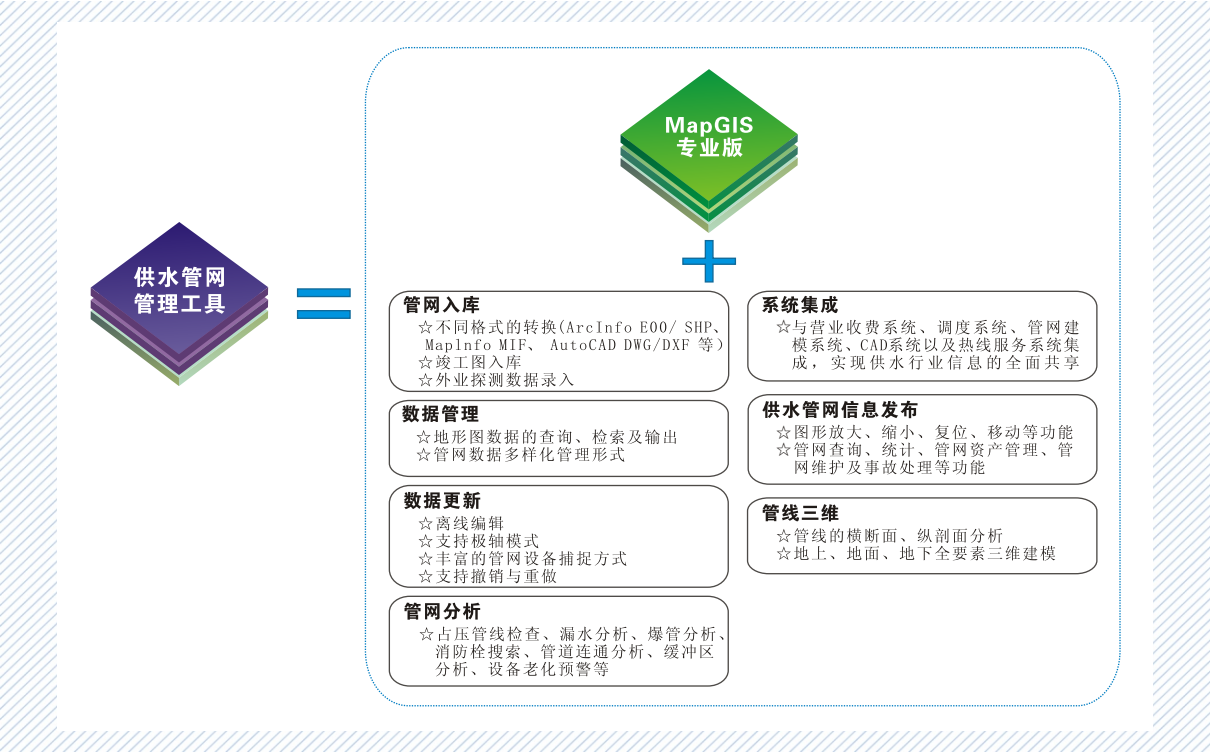 MapGIS
专业版
供水管网
管理工具
管网入库
☆不同格式的转换(ArcInfo E00/ SHP、
MaplnfoMIF、 AutoCAD DWG/DXF 等)
☆竣工图入库
☆外业探测数据录入
数据管理
☆地形图数据的查询、检索及输出
☆管网数据多样化管理形式
数据更新
☆离线编辑
☆支持极轴模式
☆丰富的管网设备捕捉方式
☆支持撤销与重做
管网分析
☆占压管线检查、漏水分析、爆管分析、
消防栓搜索、管道连通分析、缓冲区
分析、设备老化预警等
系统集成
☆与营业收费系统、调度系统、管网建
模系统、CAD系统以及热线服务系统集
成，实现供水行业信息的全面共享
供水管网信息发布
☆图形放大、缩小、复位、移动等功能
☆管网查询、统计、管网资产管理、管
网维护及事故处理等功能
管线三维
☆管线的横断面、纵剖面分析
☆地上、地面、地下全要素三维建模